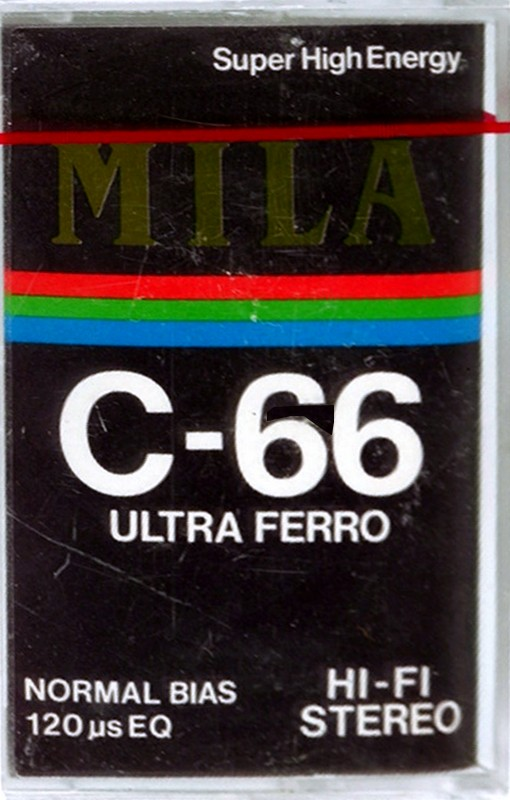 Super High Energy
MILA
C-66
ULTRA FERRO
NORMAL BIAS
120 µs EQ
HI-FI
STEREO